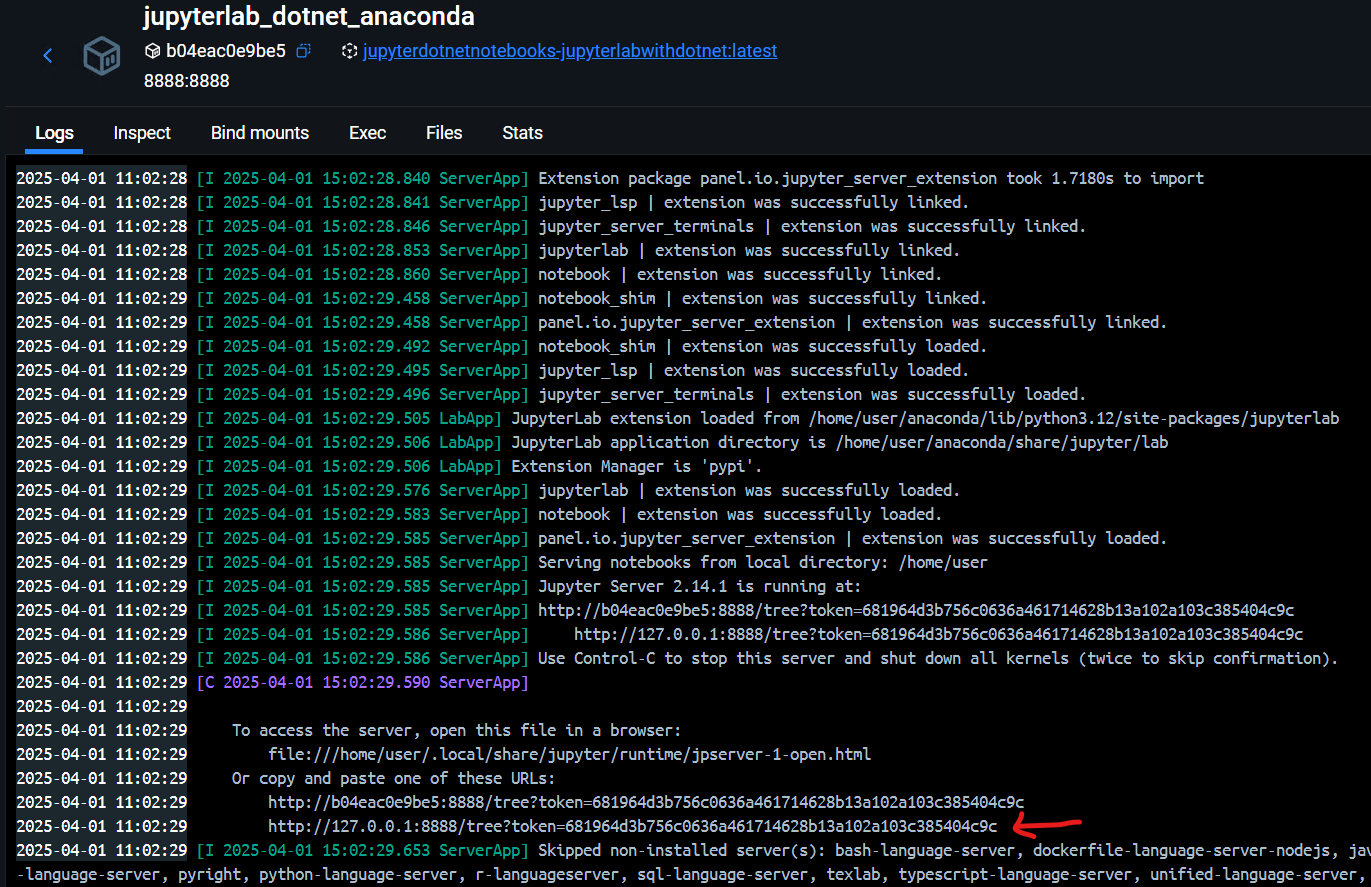 jupyterlab_dotnet_anaconda
b04eac0e9be5 jupyterdotnetnotebooks-jupyterlabwithdotnet:latest
8888:8888
Logs Inspect Bind mounts Exec Files Stats
2025-04-01 11:02:28 [I 2025-04-01 15:02:28.840 ServerApp] Extension package panel.io.jupyter_server_extension took 1.7180s to import
2025-04-01 11:02:28 [I 2025-04-01 15:02:28.841 ServerApp] jupyter_lsp | extension was successfully linked.
2025-04-01 11:02:28 [I 2025-04-01 15:02:28.846 ServerApp] jupyter_server_terminals | extension was successfully linked.
2025-04-01 11:02:28 [I 2025-04-01 15:02:28.853 ServerApp] jupyterlab | extension was successfully linked.
2025-04-01 11:02:28 [I 2025-04-01 15:02:28.860 ServerApp] notebook | extension was successfully linked.
2025-04-01 11:02:29 [I 2025-04-01 15:02:29.458 ServerApp] notebook_shim | extension was successfully linked.
2025-04-01 11:02:29 [I 2025-04-01 15:02:29.458 ServerApp] panel.io.jupyter_server_extension | extension was successfully linked.
2025-04-01 11:02:29 [I 2025-04-01 15:02:29.492 ServerApp] notebook_shim | extension was successfully loaded.
2025-04-01 11:02:29 [I 2025-04-01 15:02:29.495 ServerApp] jupyter_lsp | extension was successfully loaded.
2025-04-01 11:02:29 [I 2025-04-01 15:02:29.496 ServerApp] jupyter_server_terminals | extension was successfully loaded.
2025-04-01 11:02:29 [I 2025-04-01 15:02:29.505 LabApp] JupyterLab extension loaded from /home/user/anaconda/lib/python3.12/site-packages/jupyterlab
2025-04-01 11:02:29 [I 2025-04-01 15:02:29.506 LabApp] JupyterLab application directory is /home/user/anaconda/share/jupyter/lab
2025-04-01 11:02:29 [I 2025-04-01 15:02:29.506 LabApp] Extension Manager is 'pypi'.
2025-04-01 11:02:29 [I 2025-04-01 15:02:29.576 ServerApp] jupyterlab | extension was successfully loaded.
2025-04-01 11:02:29 [I 2025-04-01 15:02:29.583 ServerApp] notebook | extension was successfully loaded.
2025-04-01 11:02:29 [I 2025-04-01 15:02:29.585 ServerApp] panel.io.jupyter_server_extension | extension was successfully loaded.
2025-04-01 11:02:29 [I 2025-04-01 15:02:29.585 ServerApp] Serving notebooks from local directory: /home/user
2025-04-01 11:02:29 [I 2025-04-01 15:02:29.585 ServerApp] Jupyter Server 2.14.1 is running at:
2025-04-01 11:02:29 [I 2025-04-01 15:02:29.585 ServerApp] http://b04eac0e9be5:8888/tree?token=681964d3b756c0636a461714628b13a102a103c385404c9c
2025-04-01 11:02:29 [I 2025-04-01 15:02:29.586 ServerApp] http://127.0.0.1:8888/tree?token=681964d3b756c0636a461714628b13a102a103c385404c9c
2025-04-01 11:02:29 [I 2025-04-01 15:02:29.586 ServerApp] Use Control-C to stop this server and shut down all kernels (twice to skip confirmation).
2025-04-01 11:02:29 [C 2025-04-01 15:02:29.590 ServerApp]
2025-04-01 11:02:29
2025-04-01 11:02:29 To access the server, open this file in a browser:
2025-04-01 11:02:29 file:///home/user/.local/share/jupyter/runtime/jpserver-1-open.html
2025-04-01 11:02:29 Or copy and paste one of these URLs:
2025-04-01 11:02:29 http://b04eac0e9be5:8888/tree?token=681964d3b756c0636a461714628b13a102a103c385404c9c
2025-04-01 11:02:29 http://127.0.0.1:8888/tree?token=681964d3b756c0636a461714628b13a102a103c385404c9c
2025-04-01 11:02:29 [I 2025-04-01 15:02:29.653 ServerApp] Skipped non-installed server(s): bash-language-server, dockerfile-language-server-nodejs, jav
-language-server, pyright, python-language-server, r-languageserver, sql-language-server, texlab, typescript-language-server, unified-language-server,